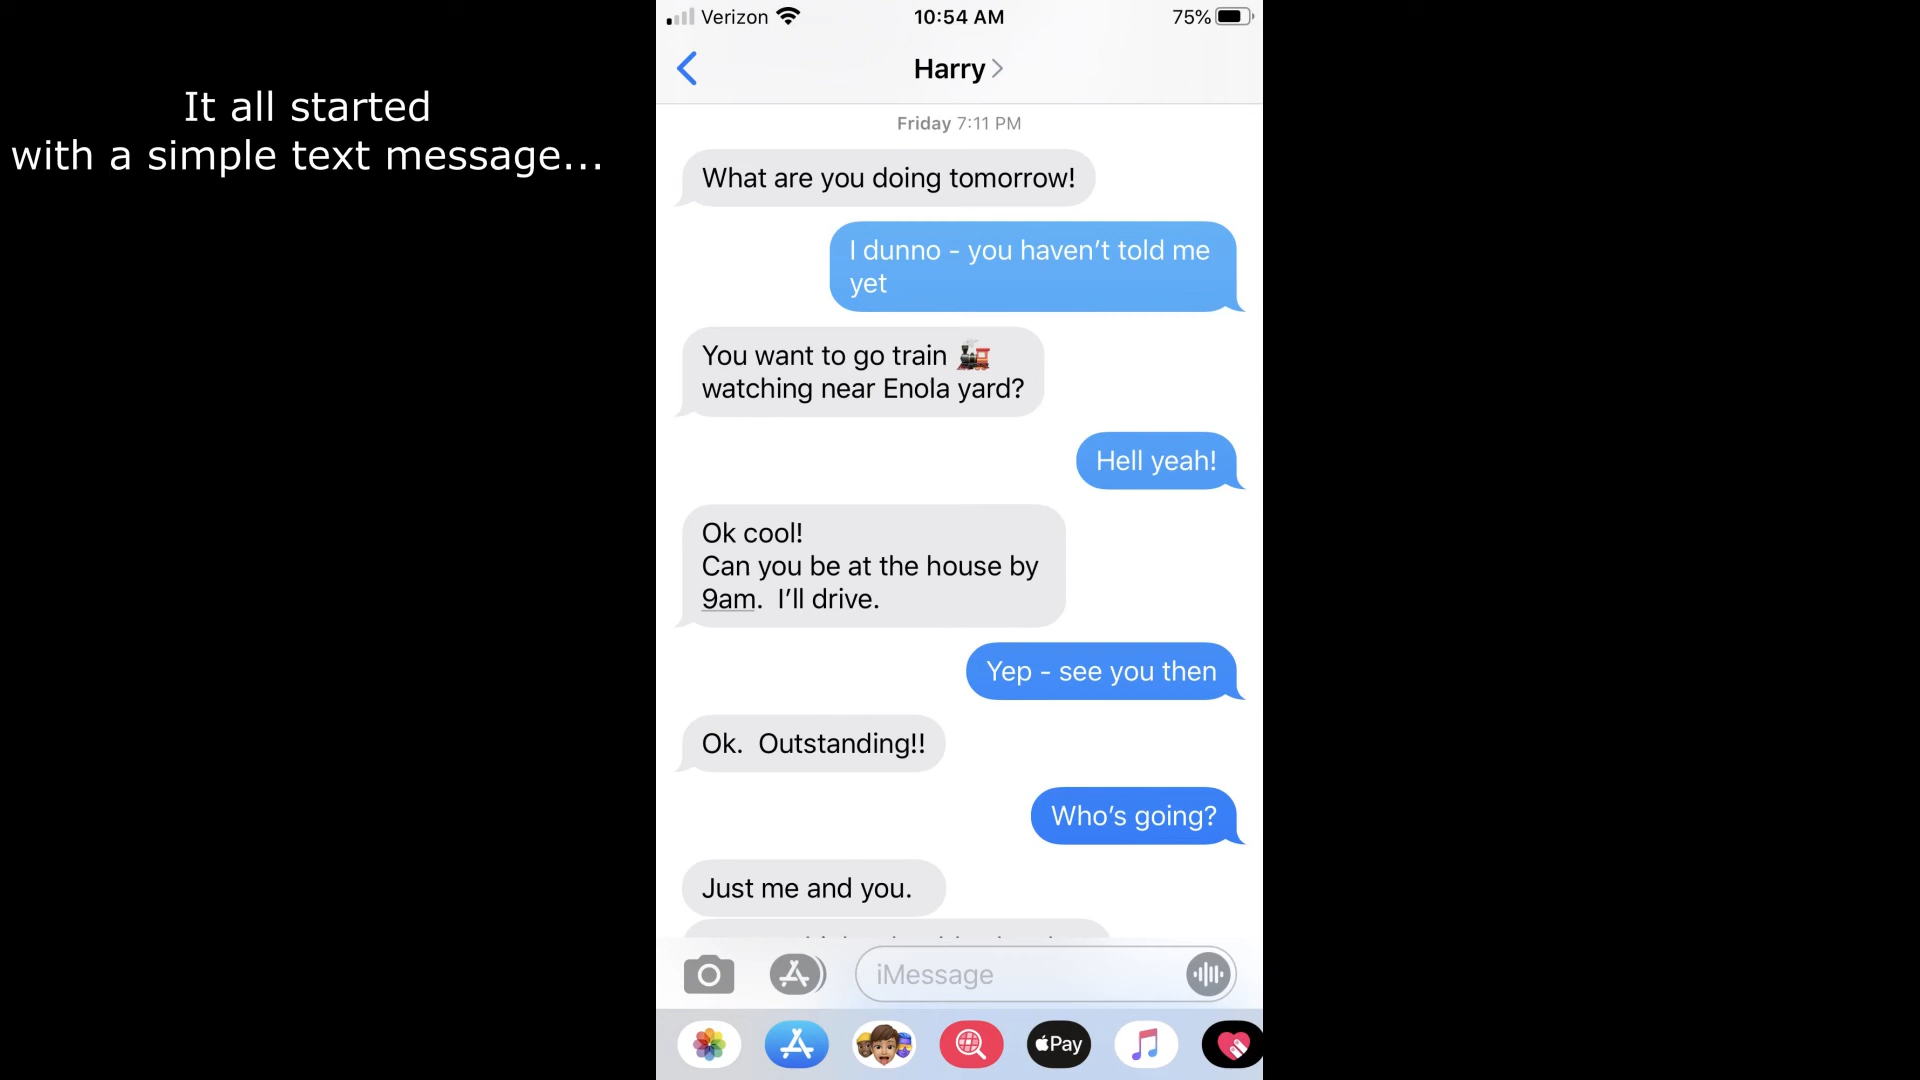 It all started
with a simple text message...
Verizon 10:54 AM 75%
Harry
Friday 7:11 PM
What are you doing tomorrow!
I dunno - you haven't told me
yet
You want to go train 🚂
watching near Enola yard?
Hell yeah!
Ok cool!
Can you be at the house by
9am.  I'll drive.
Yep - see you then
Ok.  Outstanding!!
Who's going?
Just me and you.
iMessage
Pay